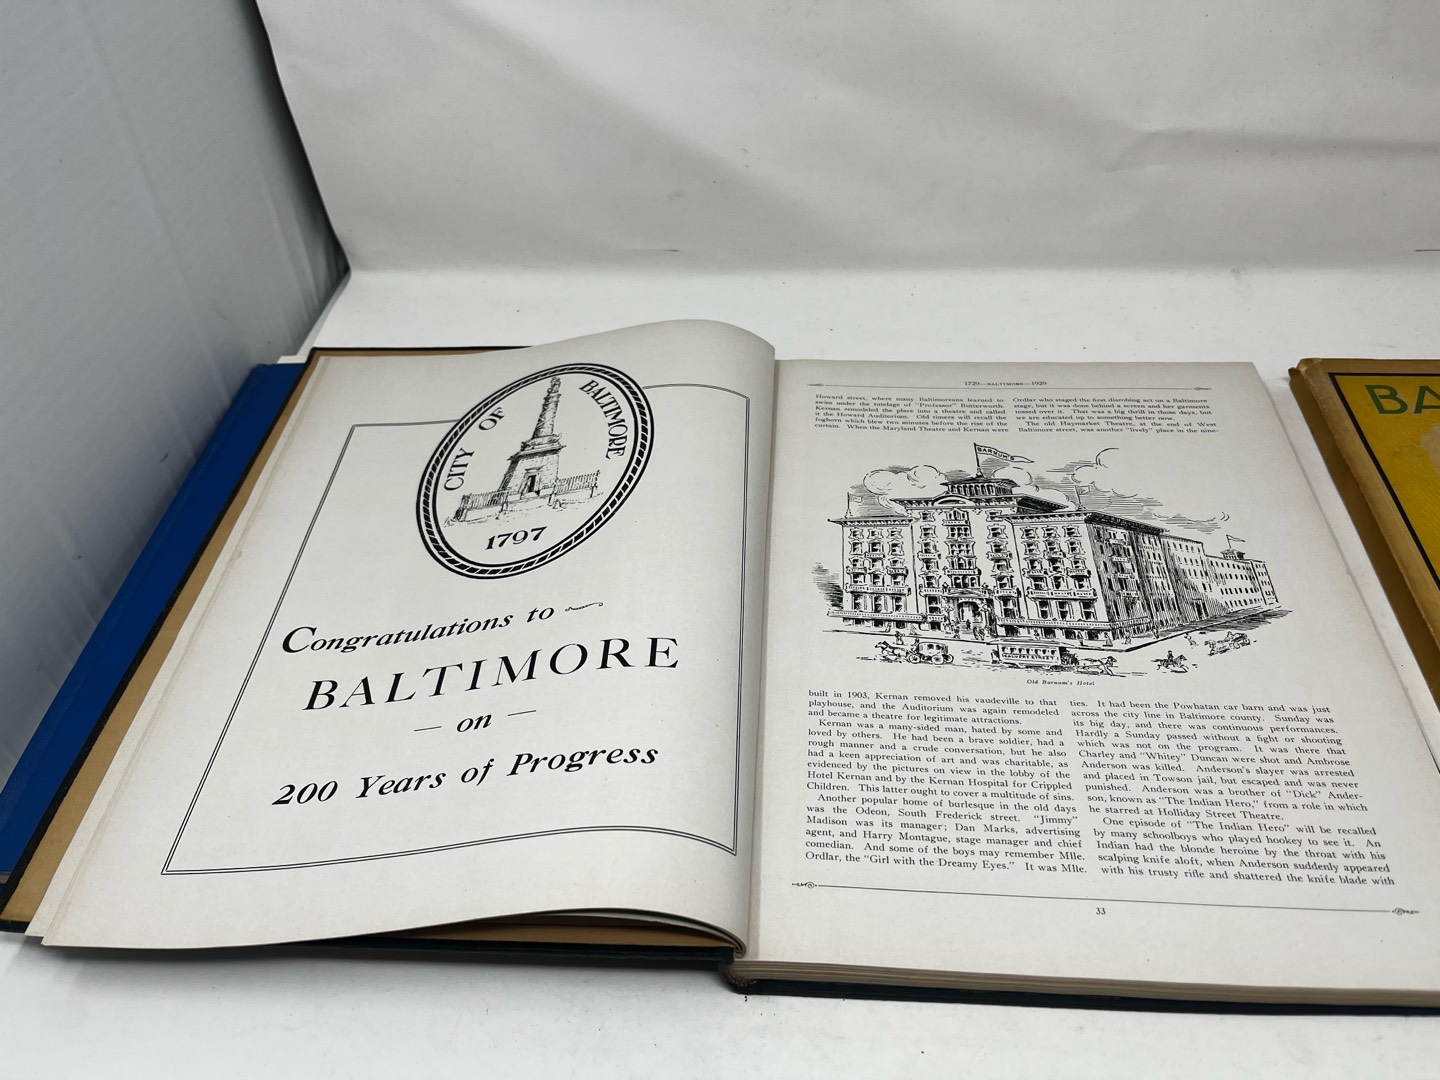 CITY OF BALTIMORE
1797
Congratulations to
BALTIMORE
— on —
200 Years of Progress
1729—BALTIMORE—1929
Howard street, where many Baltimoreans learned to
swim under the tutelage of "Professor" Butterworth.
Kernan remodeled the place into a theatre and called
it the Howard Auditorium. Old timers will recall the
foghorn which blew two minutes before the rise of the
curtain. When the Maryland Theatre and Kernan were
Ordlar who staged the first disrobing act on a Baltimore
stage, but it was done behind a screen and her garments
tossed over it. That was a big thrill in those days, but
we are educated up to something better now.
The old Haymarket Theatre, at the end of West
Baltimore street, was another "lively" place in the nine-
BARNUM'S
Old Barnum's Hotel
built in 1903, Kernan removed his vaudeville to that
playhouse, and the Auditorium was again remodeled
and became a theatre for legitimate attractions.
Kernan was a many-sided man, hated by some and
loved by others. He had been a brave soldier, had a
rough manner and a crude conversation, but he also
had a keen appreciation of art and was charitable, as
evidenced by the pictures on view in the lobby of the
Hotel Kernan and by the Kernan Hospital for Crippled
Children. This latter ought to cover a multitude of sins.
Another popular home of burlesque in the old days
was the Odeon, South Frederick street. "Jimmy"
Madison was its manager; Dan Marks, advertising
agent, and Harry Montague, stage manager and chief
comedian. And some of the boys may remember Mlle.
Ordlar, the "Girl with the Dreamy Eyes." It was Mlle.
ties. It had been the Powhatan car barn and was just
across the city line in Baltimore county. Sunday was
its big day, and there was continuous performances.
Hardly a Sunday passed without a fight or shooting
which was not on the program. It was there that
Charley and "Whitey" Duncan were shot and Ambrose
Anderson was killed. Anderson's slayer was arrested
and placed in Towson jail, but escaped and was never
punished. Anderson was a brother of "Dick" Ander-
son, known as "The Indian Hero," from a role in which
he starred at Holliday Street Theatre.
One episode of "The Indian Hero" will be recalled
by many schoolboys who played hookey to see it. An
Indian had the blonde heroine by the throat with his
scalping knife aloft, when Anderson suddenly appeared
with his trusty rifle and shattered the knife blade with
33
BA